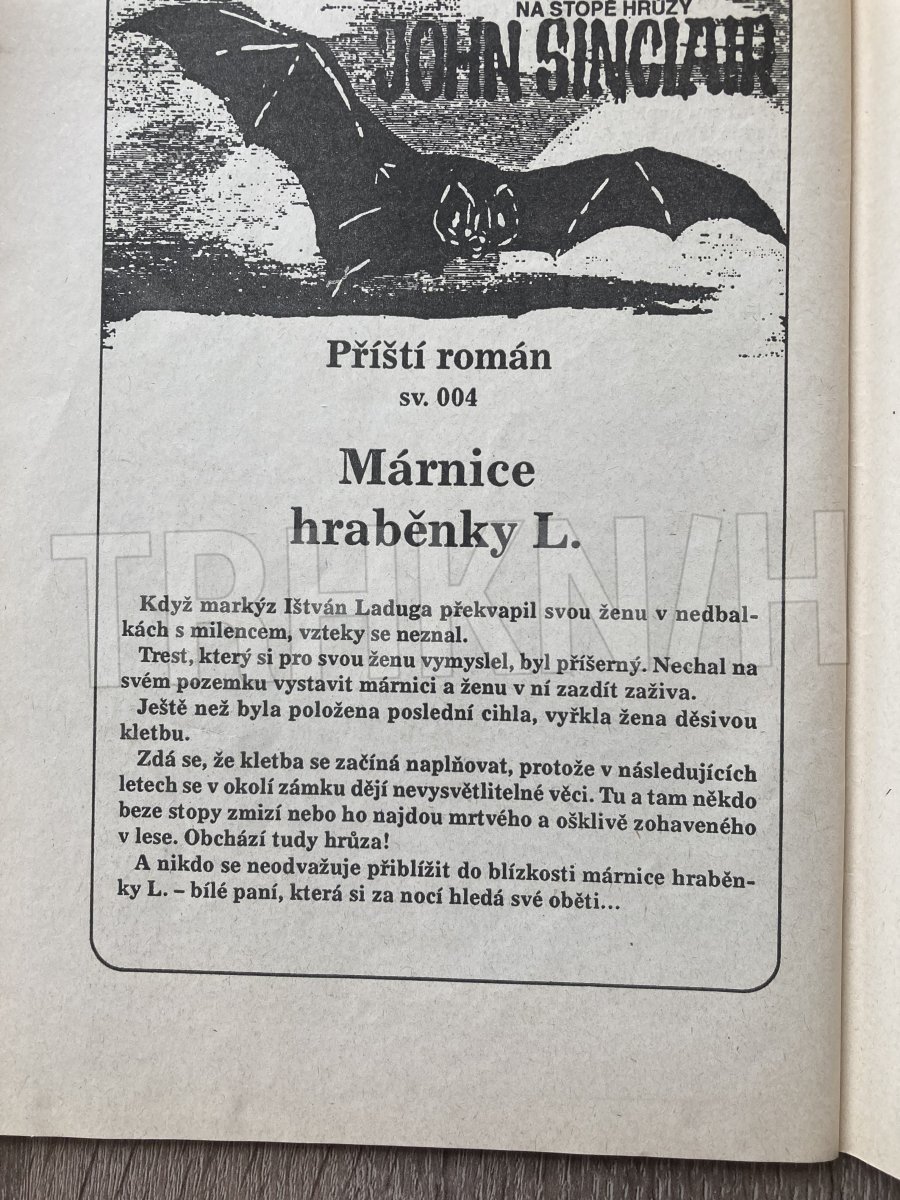 NA STOPĚ HRŮZY
JOHN SINCLAIR
Příští román
sv. 004
Márnice
hraběnky L.
Když markýz Ištván Laduga překvapil svou ženu v nedbal-
kách s milencem, vzteky se neznal.
Trest, který si pro svou ženu vymyslel, byl příšerný. Nechal na
svém pozemku vystavit márnici a ženu v ní zazdít zaživa.
Ještě než byla položena poslední cihla, vyřkla žena děsivou
kletbu.
Zdá se, že kletba se začíná naplňovat, protože v následujících
letech se v okolí zámku dějí nevysvětlitelné věci. Tu a tam někdo
beze stopy zmizí nebo ho najdou mrtvého a ošklivě zohaveného
v lese. Obchází tudy hrůza!
A nikdo se neodvažuje přiblížit do blízkosti márnice hraběn-
ky L. – bílé paní, která si za nocí hledá své oběti...